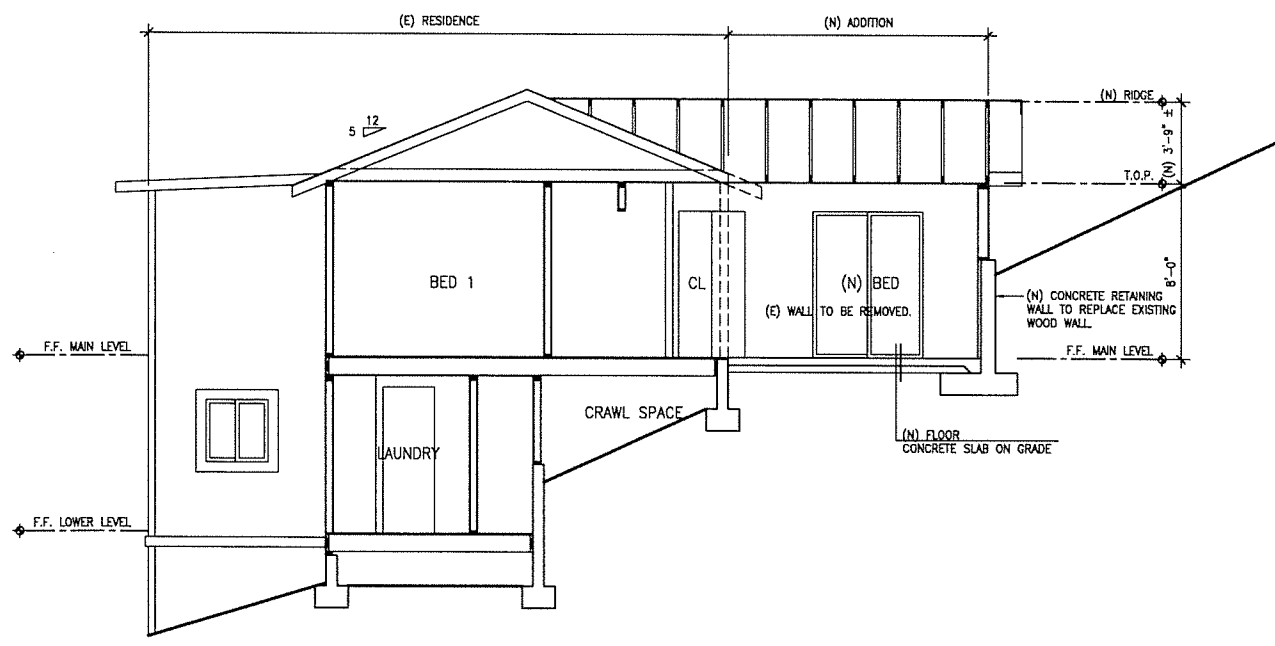 (E) RESIDENCE
(N) ADDITION
(N) RIDGE
12
5
(N) 3'-9" ±
T.O.P.
BED 1
CL
(N) BED
8'-0"
(E) WALL TO BE REMOVED.
(N) CONCRETE RETAINING
WALL TO REPLACE EXISTING
WOOD WALL
F.F. MAIN LEVEL
F.F. MAIN LEVEL
CRAWL SPACE
(N) FLOOR
CONCRETE SLAB ON GRADE
LAUNDRY
F.F. LOWER LEVEL